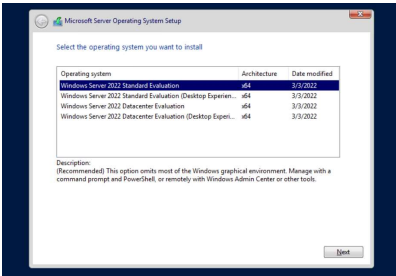 Microsoft Server Operating System Setup
Select the operating system you want to install
Operating system Architecture Date modified
Windows Server 2022 Standard Evaluation x64 3/3/2022
Windows Server 2022 Standard Evaluation (Desktop Experien... x64 3/3/2022
Windows Server 2022 Datacenter Evaluation x64 3/3/2022
Windows Server 2022 Datacenter Evaluation (Desktop Experi... x64 3/3/2022
Description:
(Recommended) This option omits most of the Windows graphical environment. Manage with a
command prompt and PowerShell, or remotely with Windows Admin Center or other tools.
Next